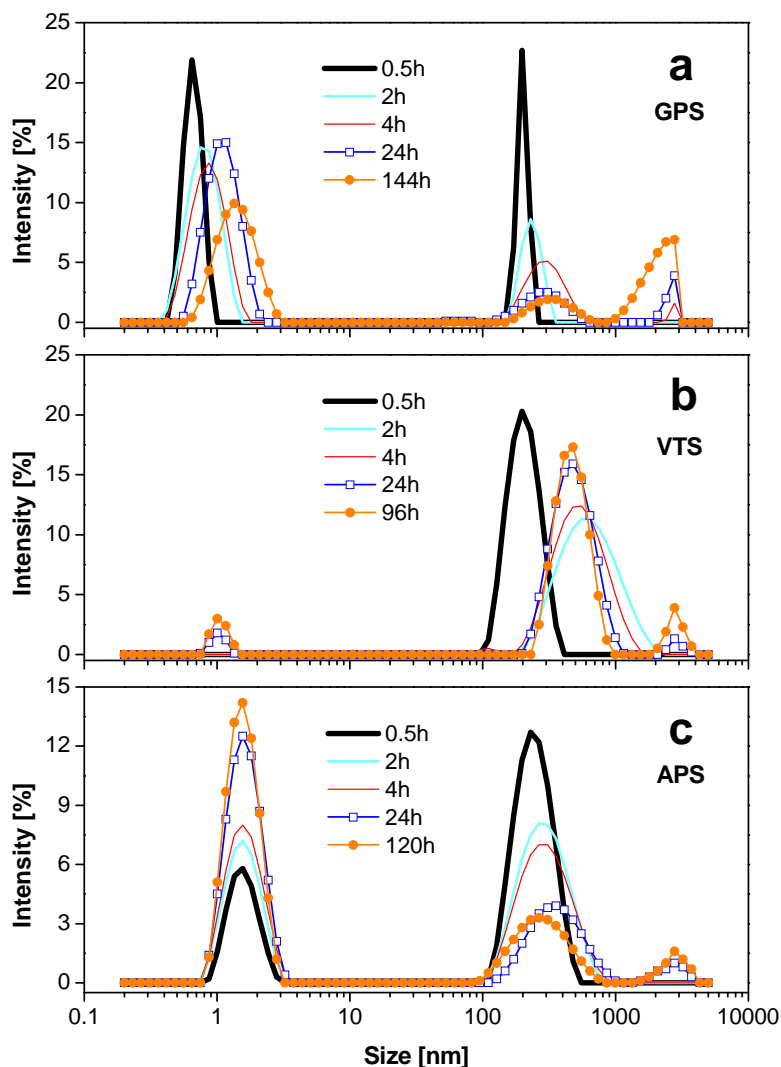 25
20
15
10
5
0
Intensity [%]
0.5h
2h
4h
24h
144h
a
GPS
25
20
15
10
5
0
Intensity [%]
0.5h
2h
4h
24h
96h
b
VTS
15
12
9
6
3
0
Intensity [%]
0.5h
2h
4h
24h
120h
c
APS
0.1 1 10 100 1000 10000
Size [nm]